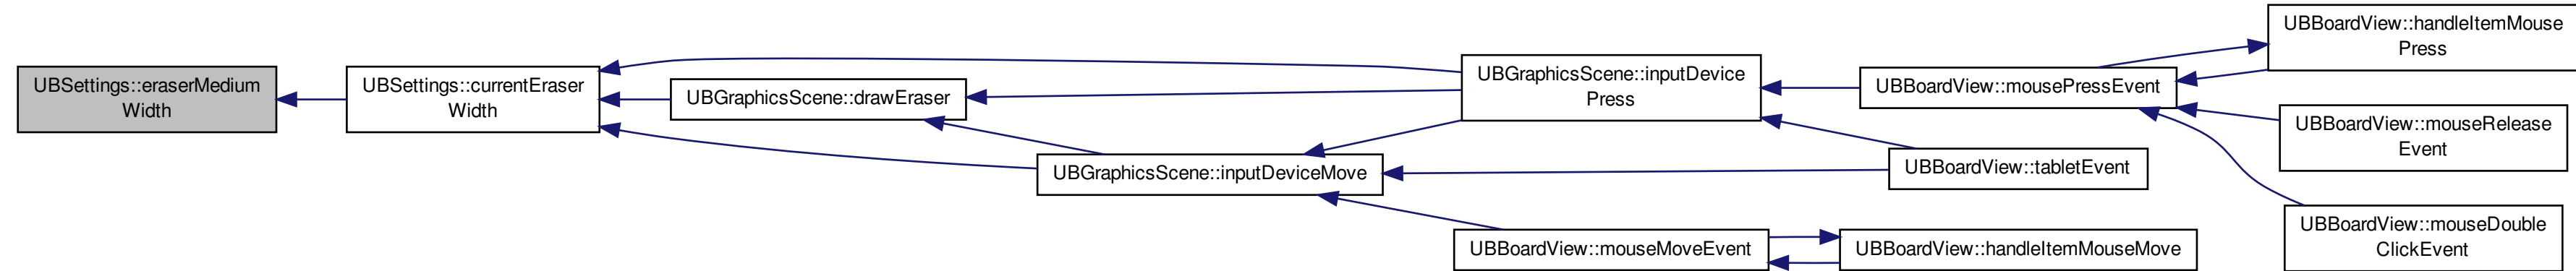 UBSettings::eraserMedium
Width
UBSettings::currentEraser
Width
UBGraphicsScene::drawEraser
UBGraphicsScene::inputDeviceMove
UBGraphicsScene::inputDevice
Press
UBBoardView::mouseMoveEvent
UBBoardView::mousePressEvent
UBBoardView::tabletEvent
UBBoardView::handleItemMouseMove
UBBoardView::handleItemMouse
Press
UBBoardView::mouseRelease
Event
UBBoardView::mouseDouble
ClickEvent